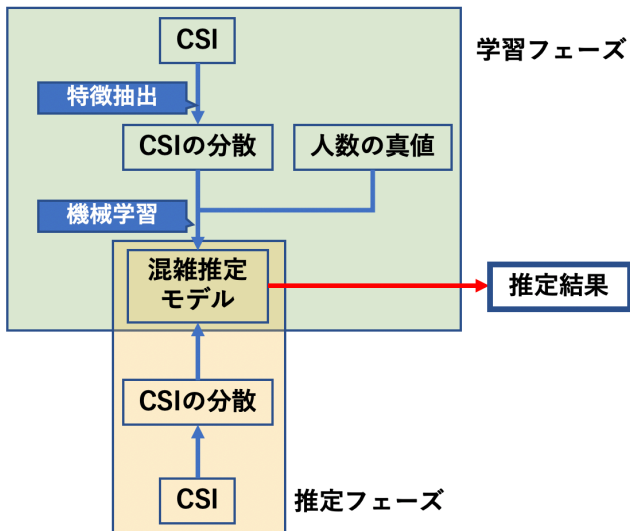 CSI
学習フェーズ
特徴抽出
CSIの分散
人数の真値
機械学習
混雑推定
モデル
推定結果
CSIの分散
CSI
推定フェーズ